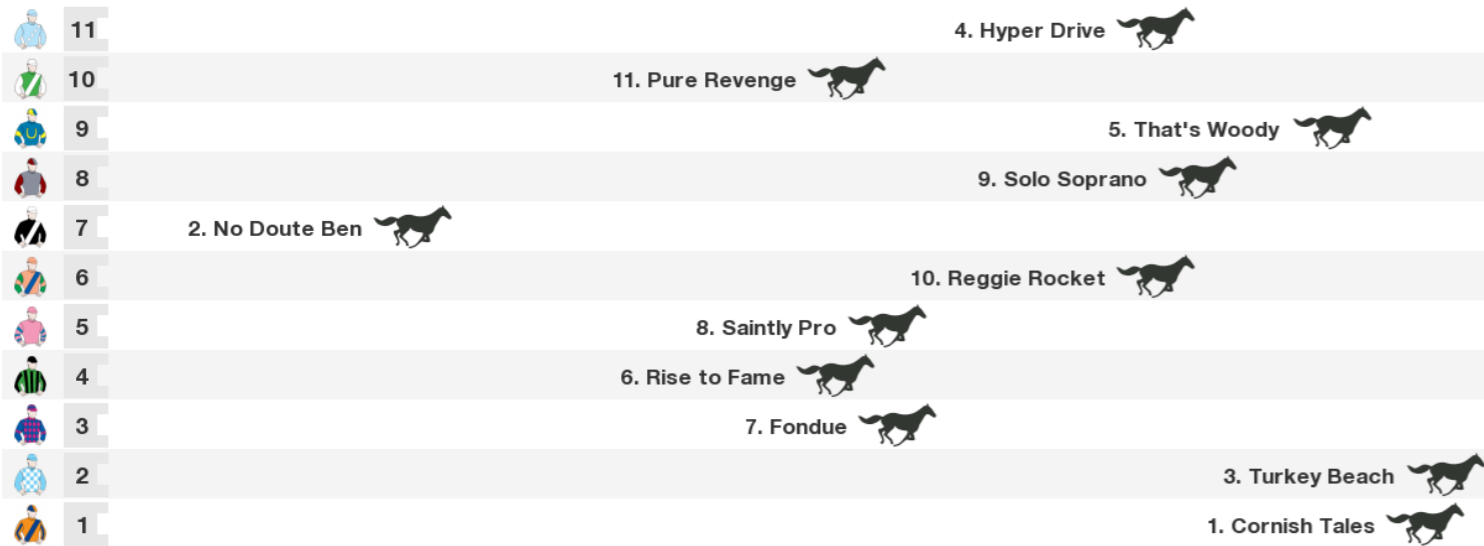 11 4. Hyper Drive
10 11. Pure Revenge
9 5. That's Woody
8 9. Solo Soprano
7 2. No Doute Ben
6 10. Reggie Rocket
5 8. Saintly Pro
4 6. Rise to Fame
3 7. Fondue
2 3. Turkey Beach
1 1. Cornish Tales